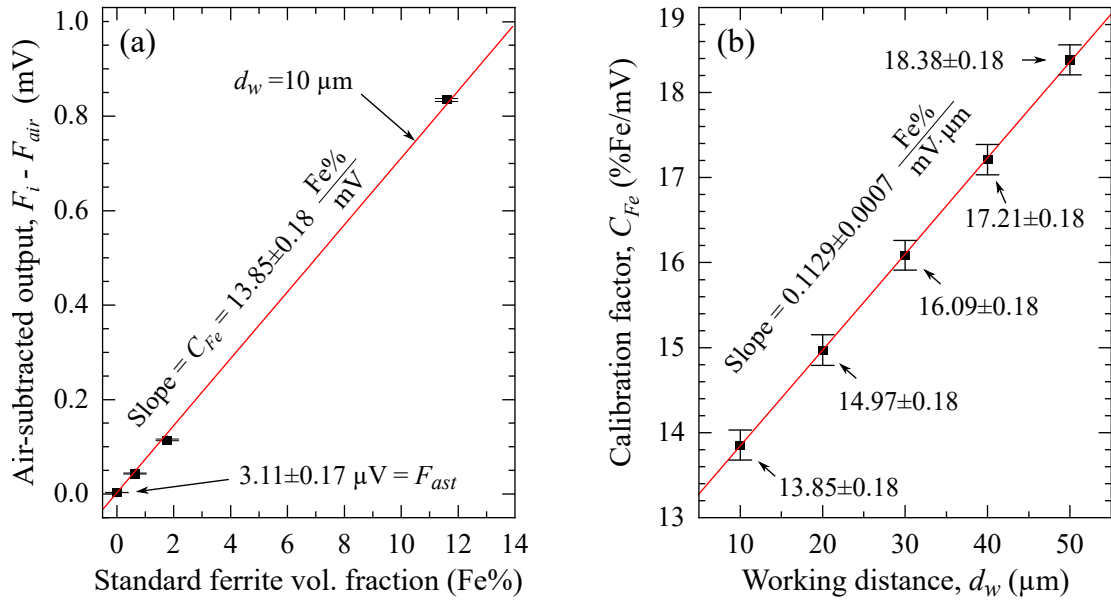 (a)
Air-subtracted output, F_i - F_air (mV)
1.0
0.8
0.6
0.4
0.2
0.0
d_w =10 µm
Slope = C_Fe = 13.85±0.18 Fe%/mV
3.11±0.17 µV = F_ast
0 2 4 6 8 10 12 14
Standard ferrite vol. fraction (Fe%)
(b)
Calibration factor, C_Fe (%Fe/mV)
19
18
17
16
15
14
13
18.38±0.18
Slope = 0.1129±0.0007 Fe%/mV·µm
17.21±0.18
16.09±0.18
14.97±0.18
13.85±0.18
10 20 30 40 50
Working distance, d_w (µm)